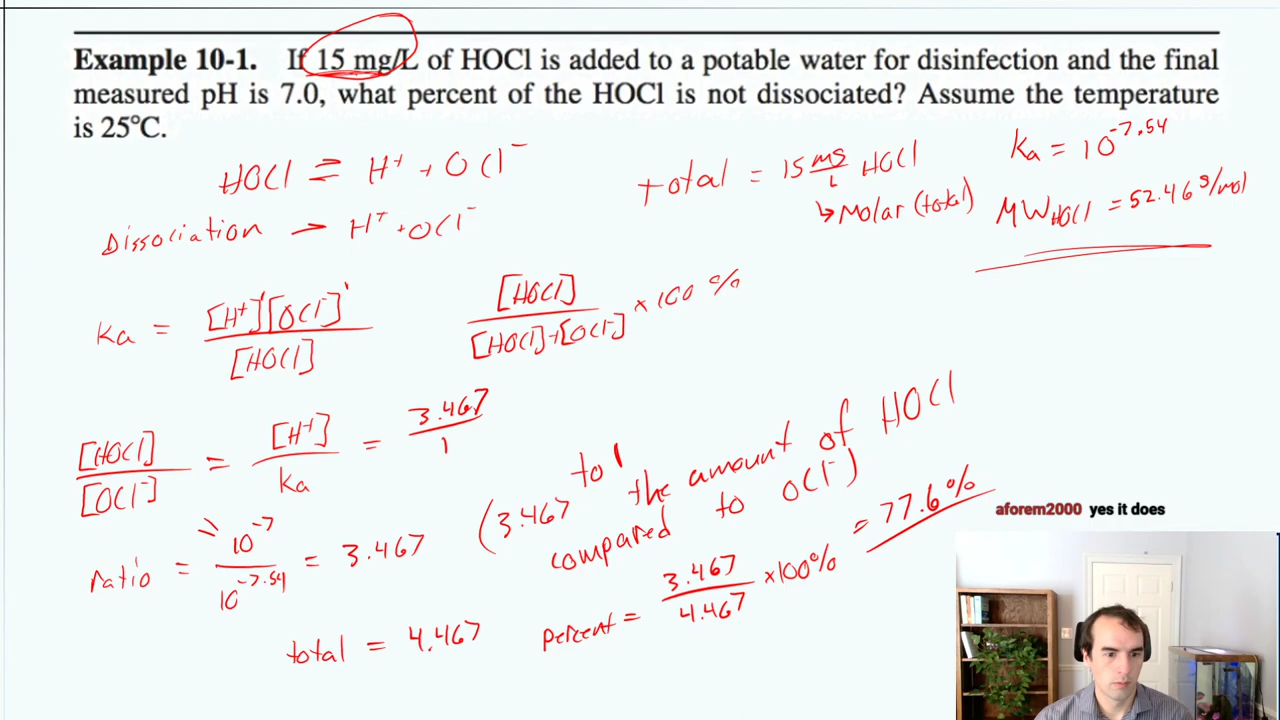 Example 10-1. If 15 mg/L of HOCl is added to a potable water for disinfection and the final
measured pH is 7.0, what percent of the HOCl is not dissociated? Assume the temperature
is 25°C.
HOCl ⇌ H⁺ + OCl⁻
total = 15 mg/L HOCl
↳ Molar (total)
Ka = 10^-7.54
MW HOCl = 52.46 g/mol
Dissociation → H⁺ + OCl⁻
Ka = [H⁺]¹[OCl⁻]¹ / [HOCl]
[HOCl] / [HOCl]+[OCl⁻] × 100 %
[HOCl] / [OCl⁻] = [H⁺] / Ka = 3.467 / 1
(3.467 to 1 the amount of HOCl
compared to OCl⁻)
ratio = 10^-7 / 10^-7.54 = 3.467
total = 4.467
percent = 3.467 / 4.467 × 100% = 77.6%
aforem2000 yes it does